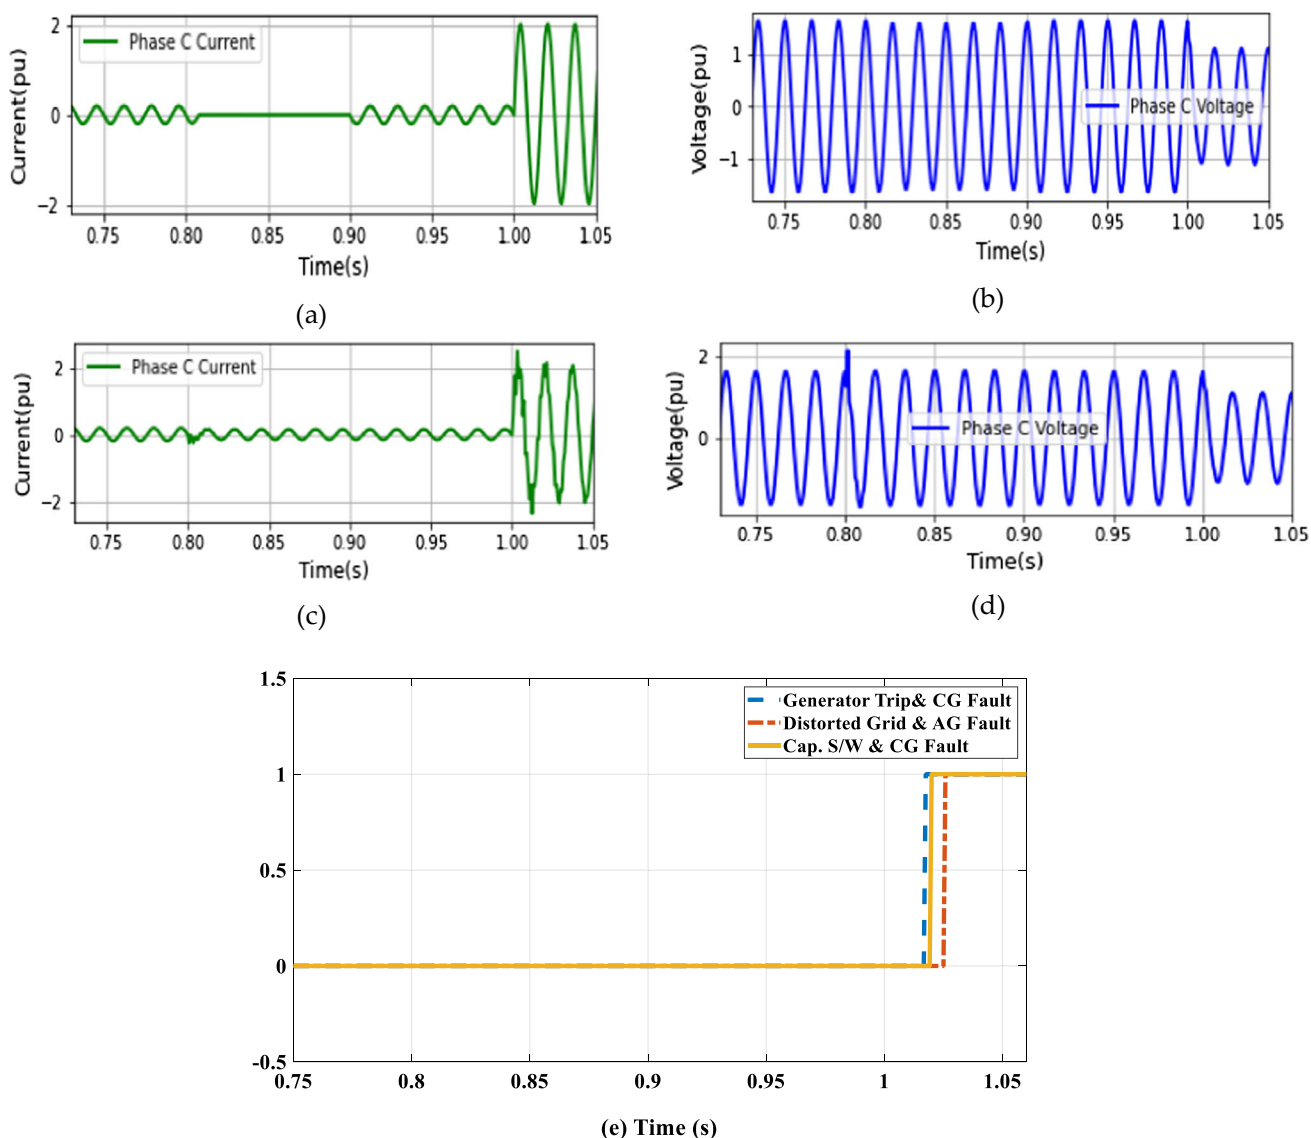 Current(pu)
2
0
−2
Phase C Current
0.75 0.80 0.85 0.90 0.95 1.00 1.05
Time(s)
(a)
Voltage(pu)
1
0
−1
Phase C Voltage
0.75 0.80 0.85 0.90 0.95 1.00 1.05
Time(s)
(b)
Current(pu)
2
0
−2
Phase C Current
0.75 0.80 0.85 0.90 0.95 1.00 1.05
Time(s)
(c)
Voltage(pu)
2
0
Phase C Voltage
0.75 0.80 0.85 0.90 0.95 1.00 1.05
Time(s)
(d)
1.5
1
0.5
0
-0.5
Generator Trip& CG Fault
Distorted Grid & AG Fault
Cap. S/W & CG Fault
0.75 0.8 0.85 0.9 0.95 1 1.05
(e) Time (s)